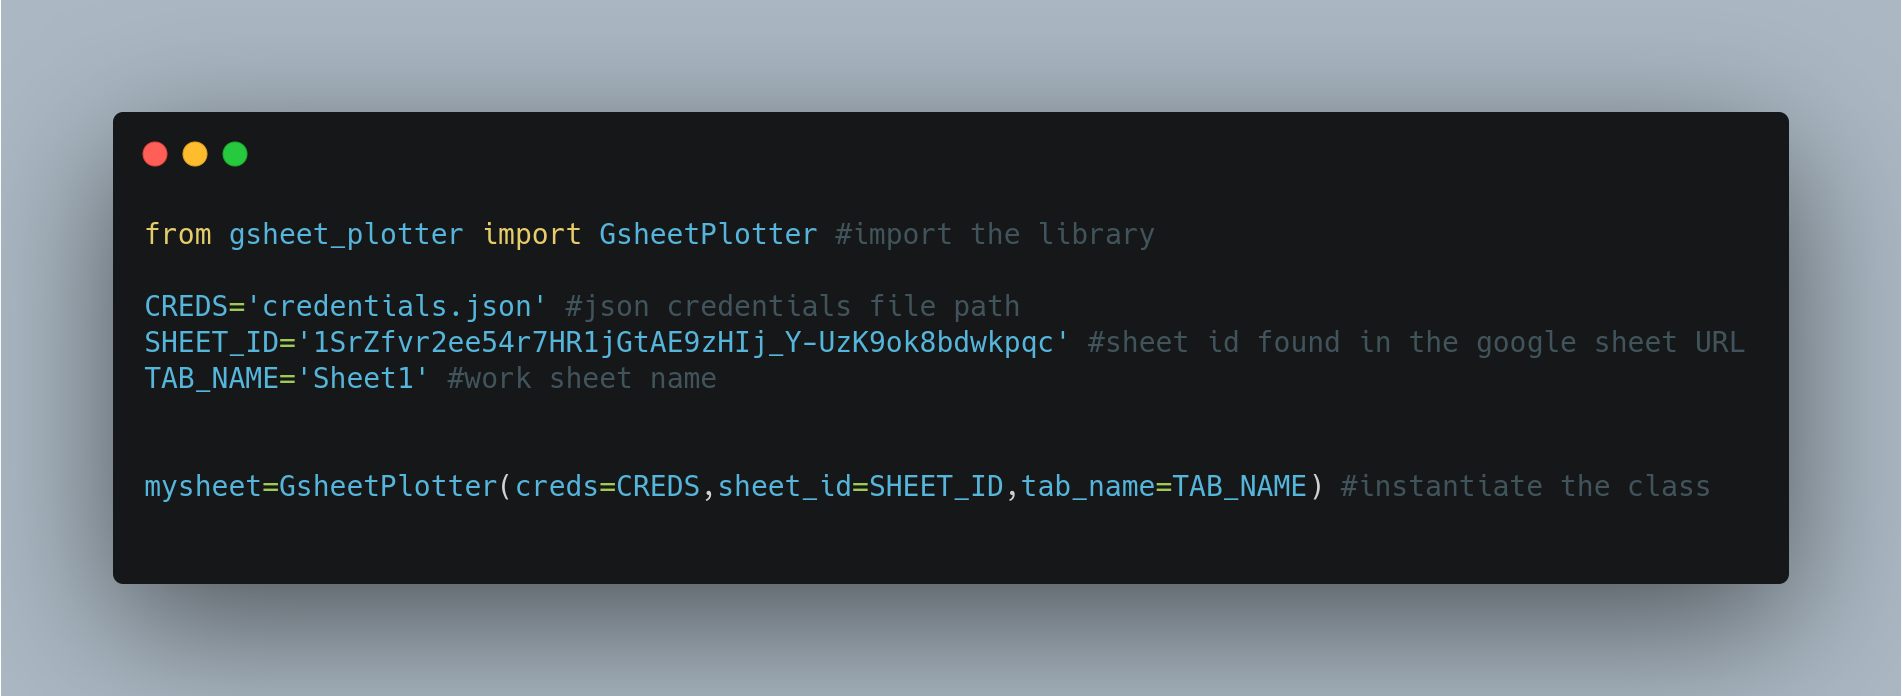 from gsheet_plotter import GsheetPlotter #import the library
CREDS='credentials.json' #json credentials file path
SHEET_ID='1SrZfvr2ee54r7HR1jGtAE9zHIj_Y-UzK9ok8bdwkpqc' #sheet id found in the google sheet URL
TAB_NAME='Sheet1' #work sheet name
mysheet=GsheetPlotter(creds=CREDS,sheet_id=SHEET_ID,tab_name=TAB_NAME) #instantiate the class